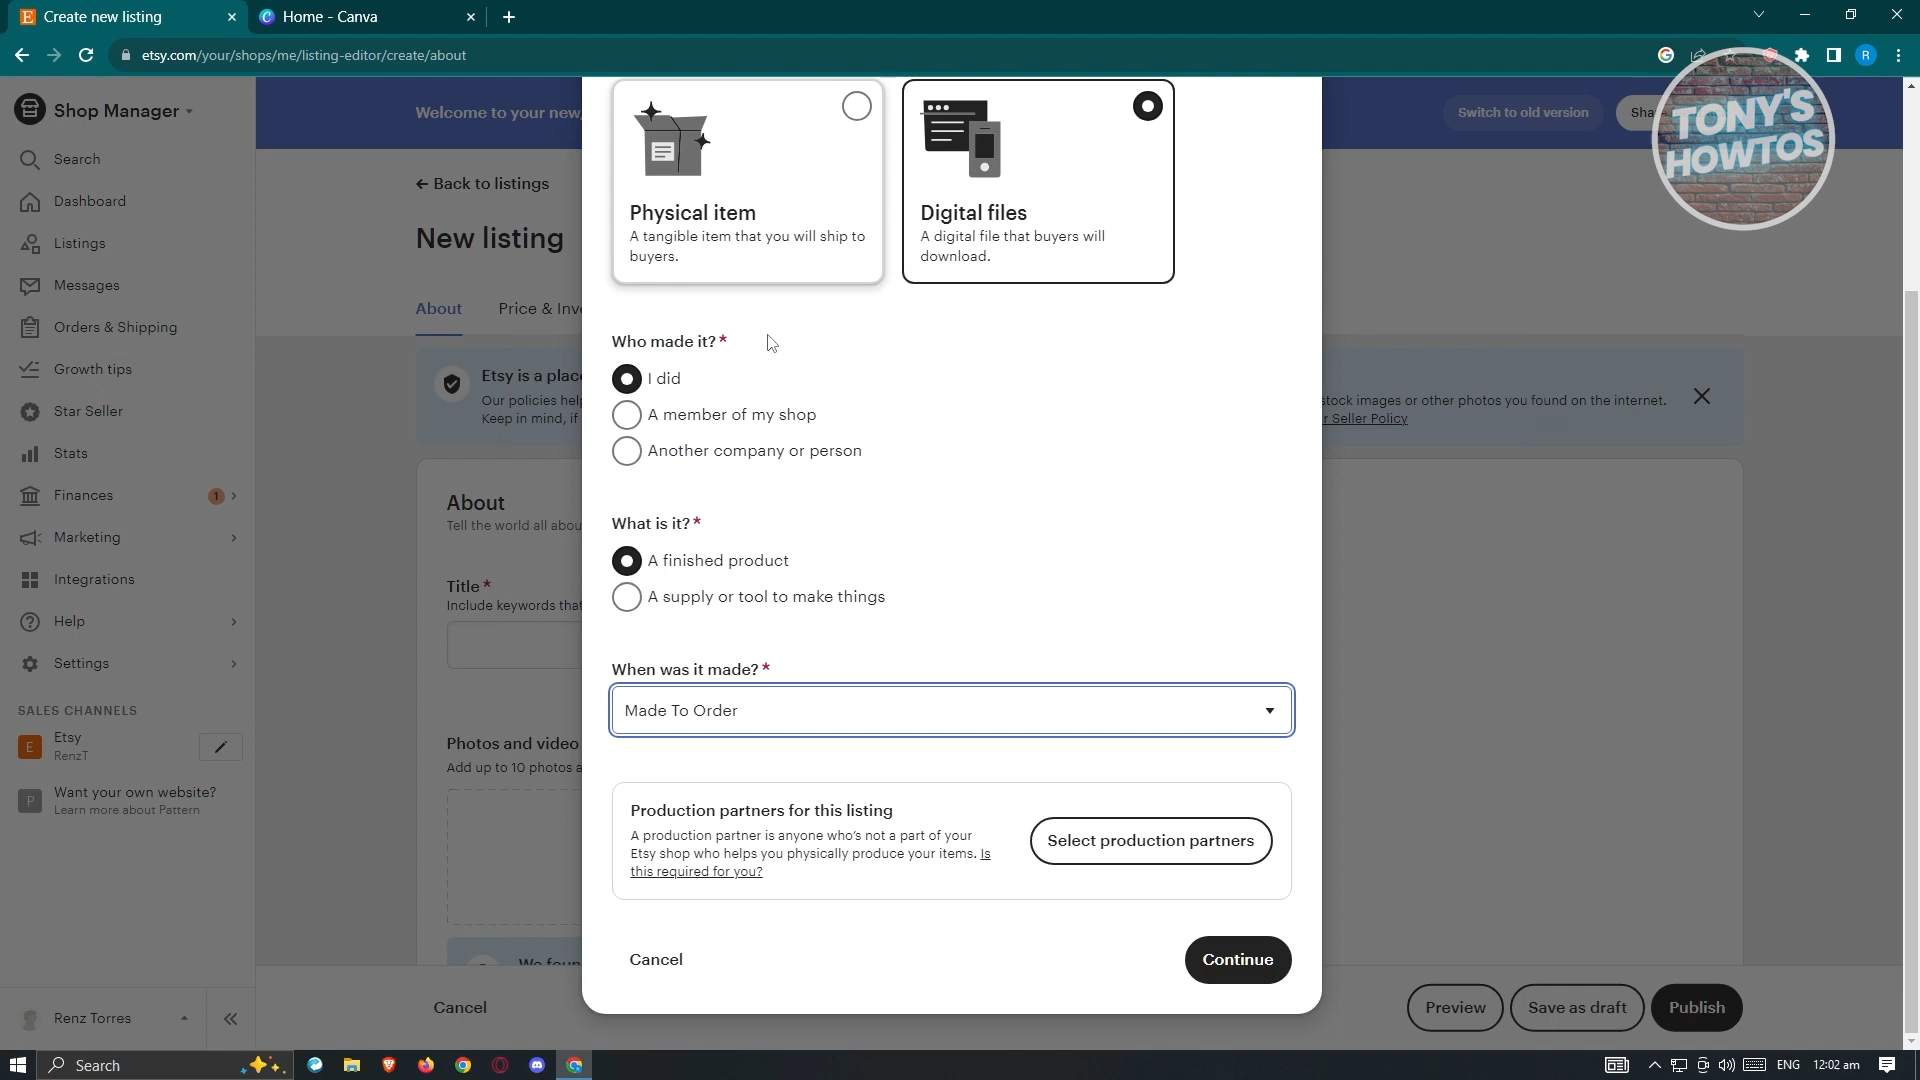 Create new listing
Home - Canva
etsy.com/your/shops/me/listing-editor/create/about
R
Shop Manager
Search
Dashboard
Listings
Messages
Orders & Shipping
Growth tips
Star Seller
Stats
Finances
1
Marketing
Integrations
Help
Settings
SALES CHANNELS
E
Etsy
RenzT
P
Want your own website?
Learn more about Pattern
Renz Torres
Welcome to your new,
Switch to old version
TONY'S
HOWTOS
Back to listings
New listing
About
Price &
Etsy is a
Our policies
Keep in mind, if
stock images or other photos you found on the internet.
Seller Policy
About
Tell the world all
Title *
Include keywords
Photos and video
Add up to 10 photos
Cancel
Preview
Save as draft
Publish
Physical item
A tangible item that you will ship to
buyers.
Digital files
A digital file that buyers will
download.
Who made it? *
I did
A member of my shop
Another company or person
What is it? *
A finished product
A supply or tool to make things
When was it made? *
Made To Order
Production partners for this listing
A production partner is anyone who's not a part of your
Etsy shop who helps you physically produce your items. Is
this required for you?
Select production partners
Cancel
Continue
Search
ENG
12:02 am